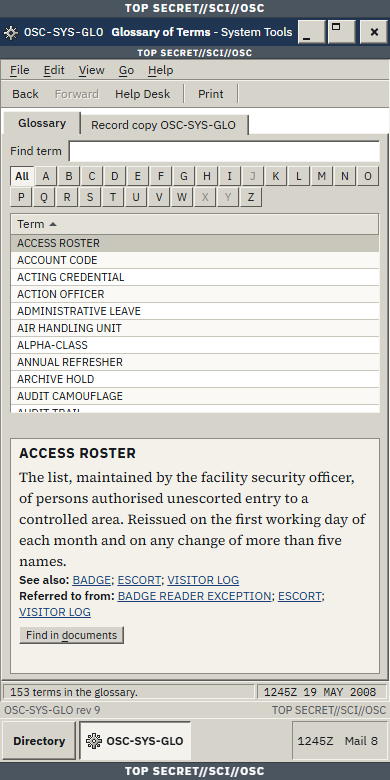 TOP SECRET//SCI//OSC
OSC-SYS-GLO Glossary of Terms - System Tools
TOP SECRET//SCI//OSC
File Edit View Go Help
Back Forward Help Desk Print
Glossary Record copy OSC-SYS-GLO
Find term
All A B C D E F G H I J K L M N O
P Q R S T U V W X Y Z
Term
ACCESS ROSTER
ACCOUNT CODE
ACTING CREDENTIAL
ACTION OFFICER
ADMINISTRATIVE LEAVE
AIR HANDLING UNIT
ALPHA-CLASS
ANNUAL REFRESHER
ARCHIVE HOLD
AUDIT CAMOUFLAGE
AUDIT TRAIL
ACCESS ROSTER
The list, maintained by the facility security officer,
of persons authorised unescorted entry to a
controlled area. Reissued on the first working day of
each month and on any change of more than five
names.
See also: BADGE; ESCORT; VISITOR LOG
Referred to from: BADGE READER EXCEPTION; ESCORT;
VISITOR LOG
Find in documents
153 terms in the glossary. 1245Z 19 MAY 2008
OSC-SYS-GLO rev 9 TOP SECRET//SCI//OSC
Directory OSC-SYS-GLO 1245Z Mail 8
TOP SECRET//SCI//OSC